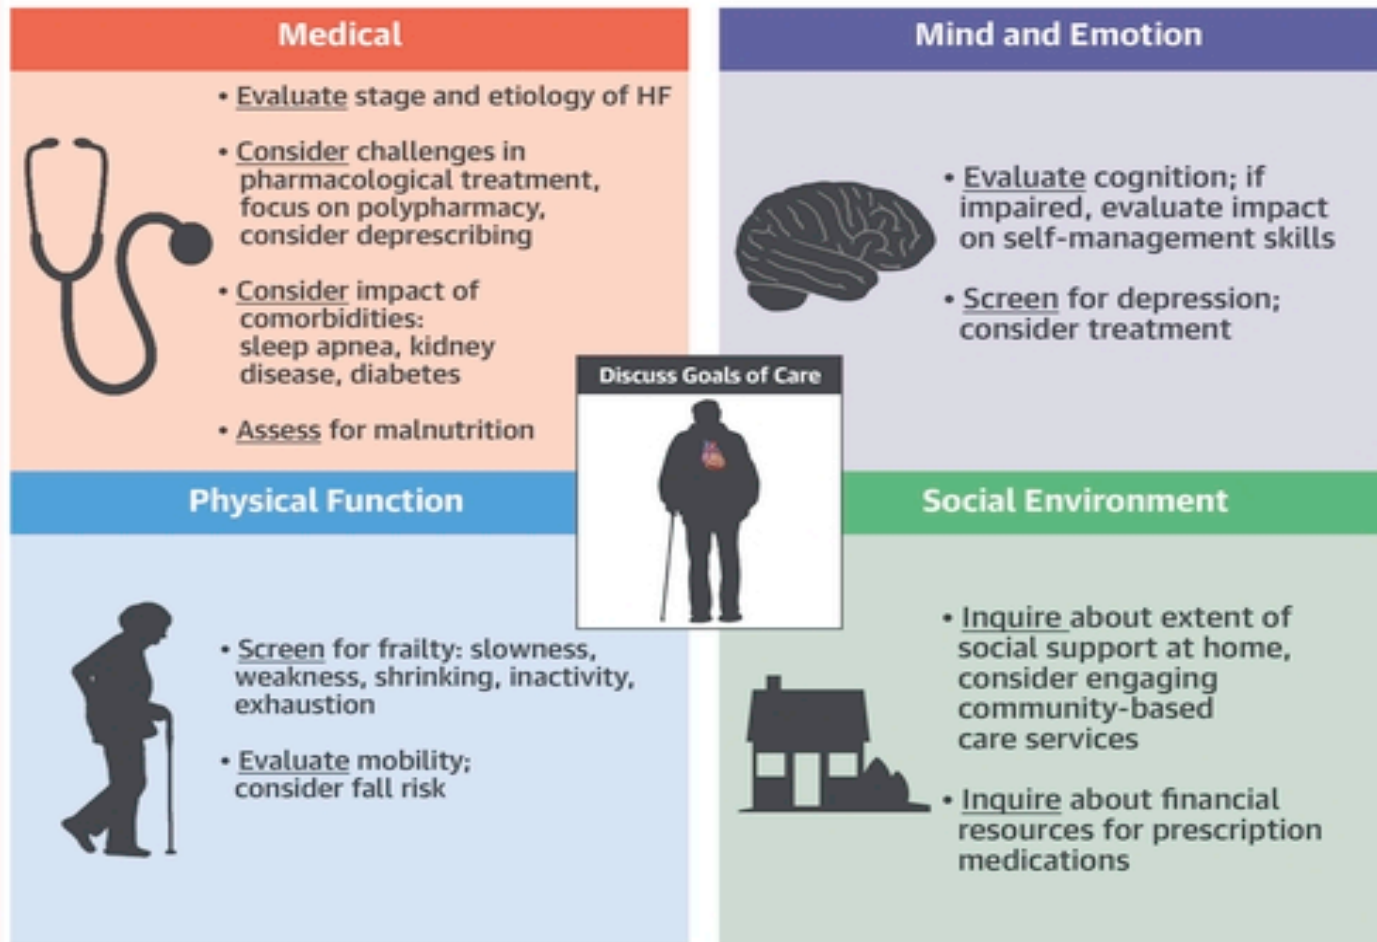 Medical
• Evaluate stage and etiology of HF
• Consider challenges in
pharmacological treatment,
focus on polypharmacy,
consider deprescribing
• Consider impact of
comorbidities:
sleep apnea, kidney
disease, diabetes
• Assess for malnutrition
Mind and Emotion
• Evaluate cognition; if
impaired, evaluate impact
on self-management skills
• Screen for depression;
consider treatment
Discuss Goals of Care
Physical Function
• Screen for frailty: slowness,
weakness, shrinking, inactivity,
exhaustion
• Evaluate mobility;
consider fall risk
Social Environment
• Inquire about extent of
social support at home,
consider engaging
community-based
care services
• Inquire about financial
resources for prescription
medications